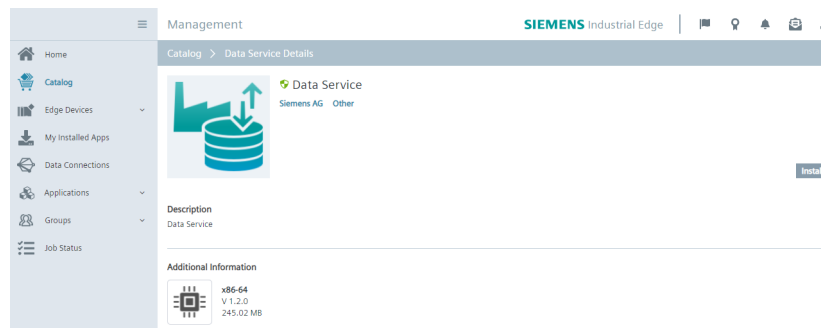 Management
SIEMENS Industrial Edge
Home
Catalog
Edge Devices
My Installed Apps
Data Connections
Applications
Groups
Job Status
Catalog > Data Service Details
Data Service
Siemens AG Other
Description
Data Service
Additional Information
x86-64
V 1.2.0
245.02 MB